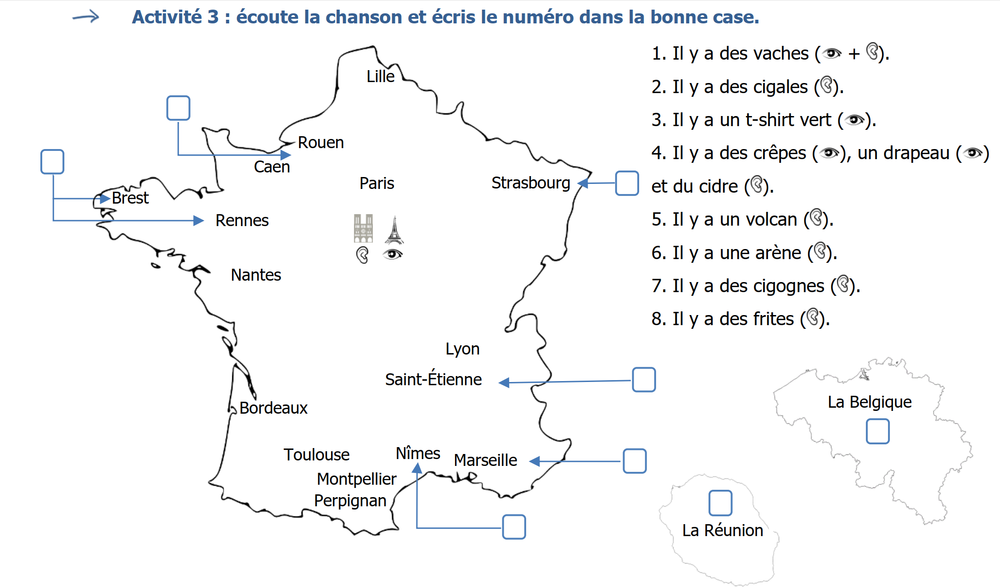 Activité 3 : écoute la chanson et écris le numéro dans la bonne case.
1. Il y a des vaches ( + ).
2. Il y a des cigales ( ).
3. Il y a un t-shirt vert ( ).
4. Il y a des crêpes ( ), un drapeau ( )
et du cidre ( ).
5. Il y a un volcan ( ).
6. Il y a une arène ( ).
7. Il y a des cigognes ( ).
8. Il y a des frites ( ).
Lille
Rouen
Caen
Paris
Strasbourg
Brest
Rennes
Nantes
Lyon
Saint-Étienne
Bordeaux
Toulouse
Nîmes
Marseille
Montpellier
Perpignan
La Belgique
La Réunion